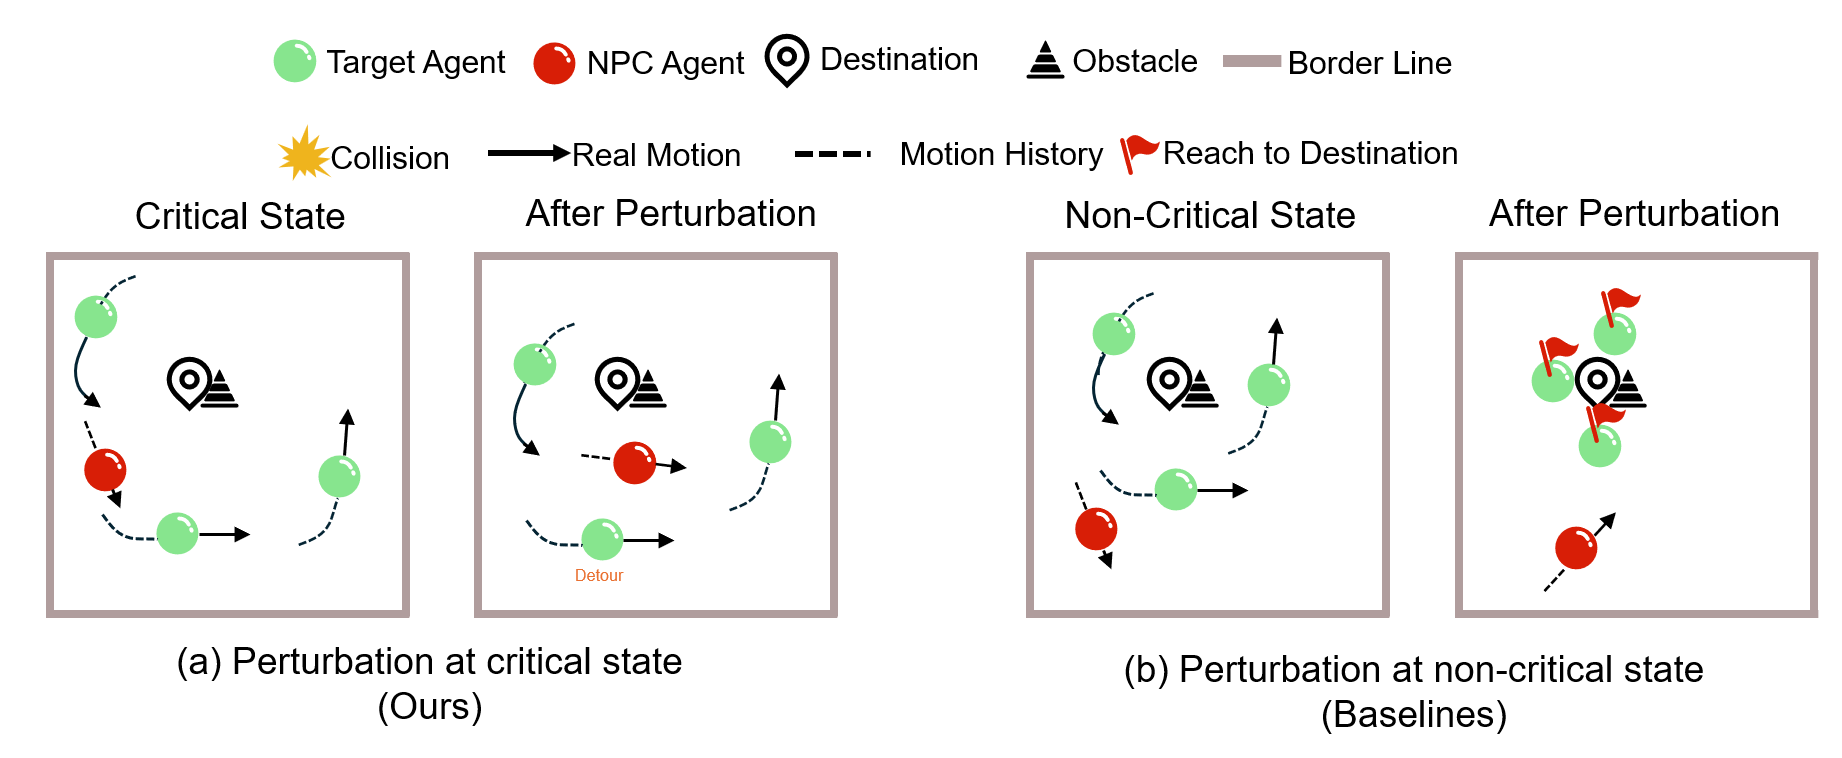 Target Agent NPC Agent Destination Obstacle Border Line
Collision Real Motion Motion History Reach to Destination
Critical State After Perturbation Non-Critical State After Perturbation
Detour
(a) Perturbation at critical state
(Ours)
(b) Perturbation at non-critical state
(Baselines)